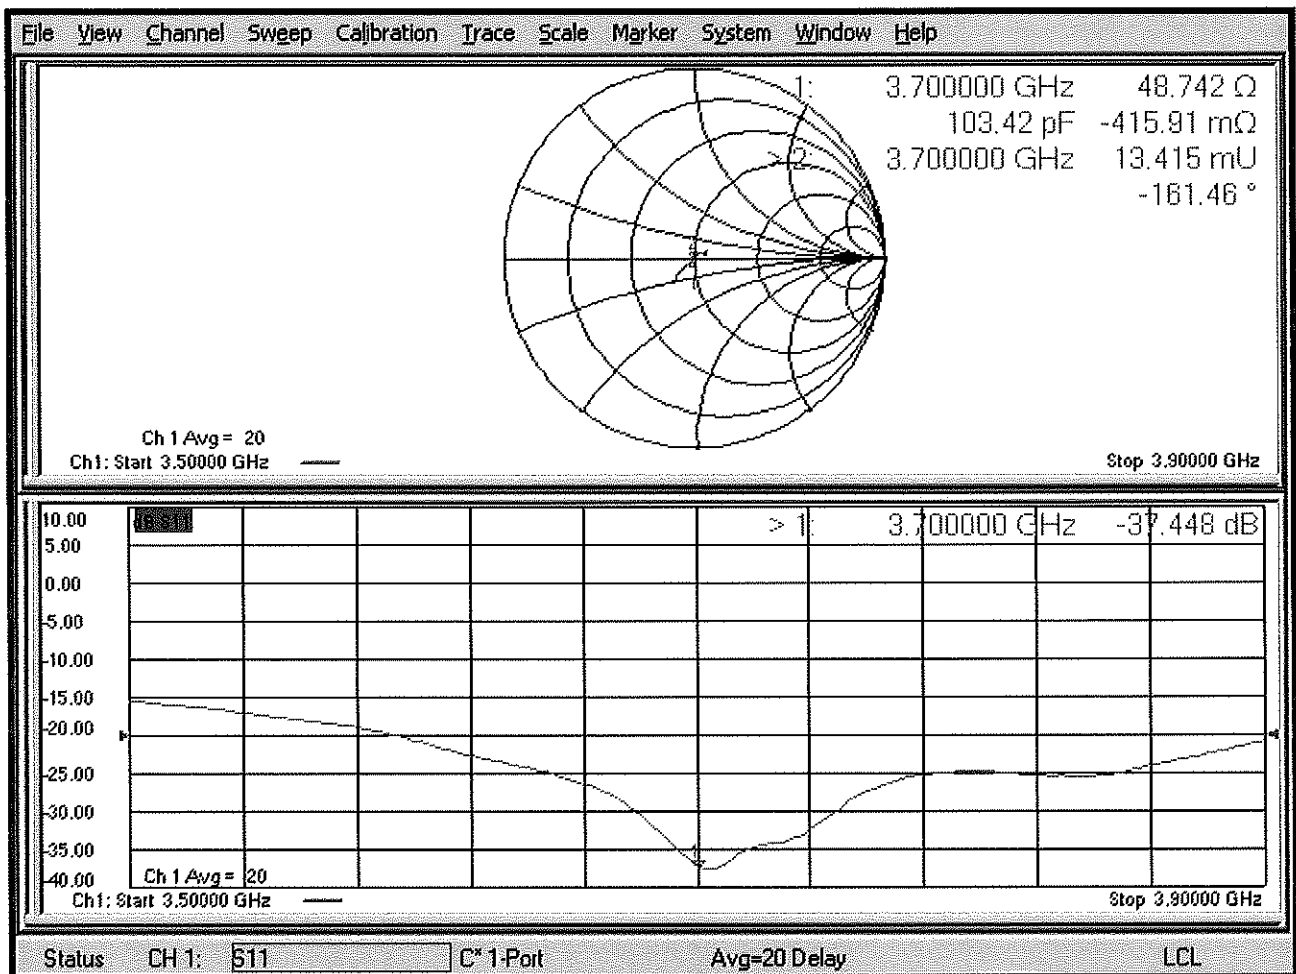 File View Channel Sweep Calibration Trace Scale Marker System Window Help
1: 3.700000 GHz 48.742 Ω
103.42 pF -415.91 mΩ
> 2: 3.700000 GHz 13.415 mU
-161.46 °
Ch 1 Avg = 20
Ch1: Start 3.50000 GHz Stop 3.90000 GHz
10.00 dB S11 > 1: 3.700000 GHz -37.448 dB
5.00
0.00
-5.00
-10.00
-15.00
-20.00
-25.00
-30.00
-35.00 1
-40.00 Ch 1 Avg = 20
Ch1: Start 3.50000 GHz Stop 3.90000 GHz
Status CH 1: S11 C* 1-Port Avg=20 Delay LCL